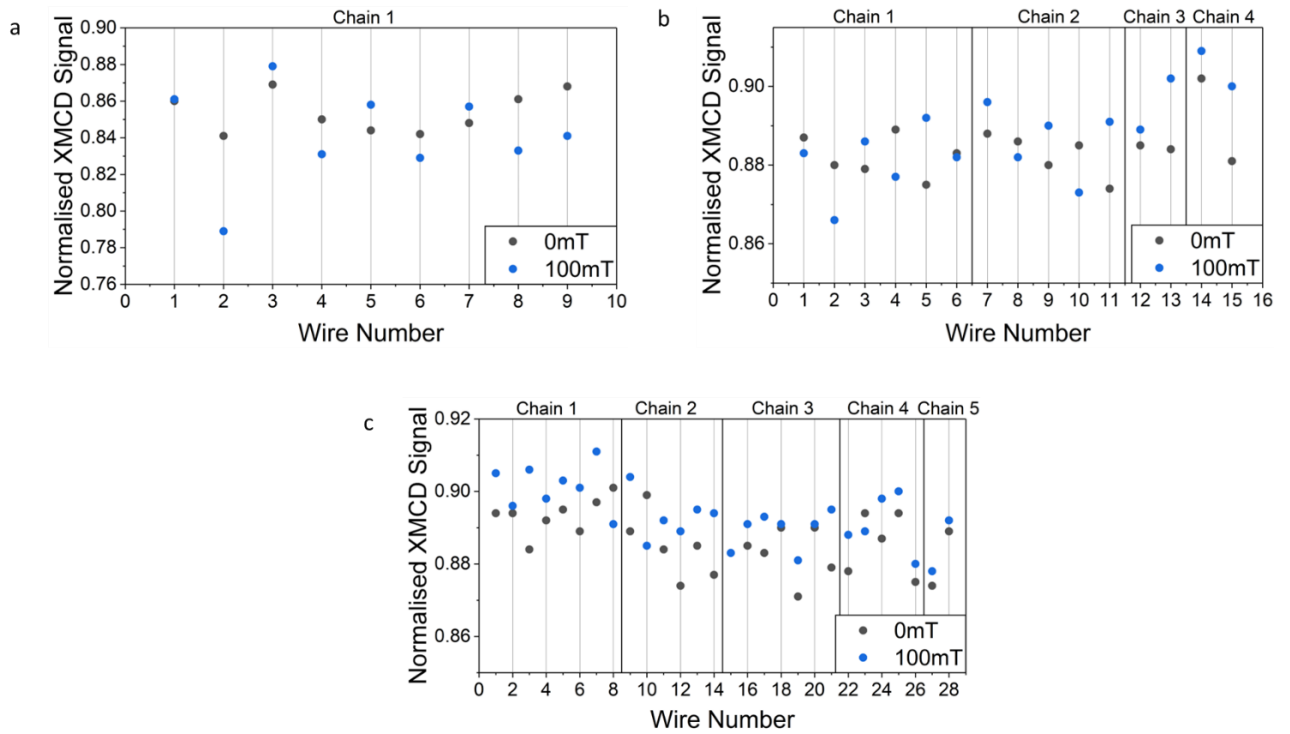 a
Chain 1
Normalised XMCD Signal
0.90
0.88
0.86
0.84
0.82
0.80
0.78
0.76
0mT
100mT
0 1 2 3 4 5 6 7 8 9 10
Wire Number
b
Chain 1 Chain 2 Chain 3 Chain 4
Normalised XMCD Signal
0.90
0.88
0.86
0mT
100mT
0 1 2 3 4 5 6 7 8 9 10 11 12 13 14 15 16
Wire Number
c
Chain 1 Chain 2 Chain 3 Chain 4 Chain 5
Normalised XMCD Signal
0.92
0.90
0.88
0.86
0mT
100mT
0 2 4 6 8 10 12 14 16 18 20 22 24 26 28
Wire Number